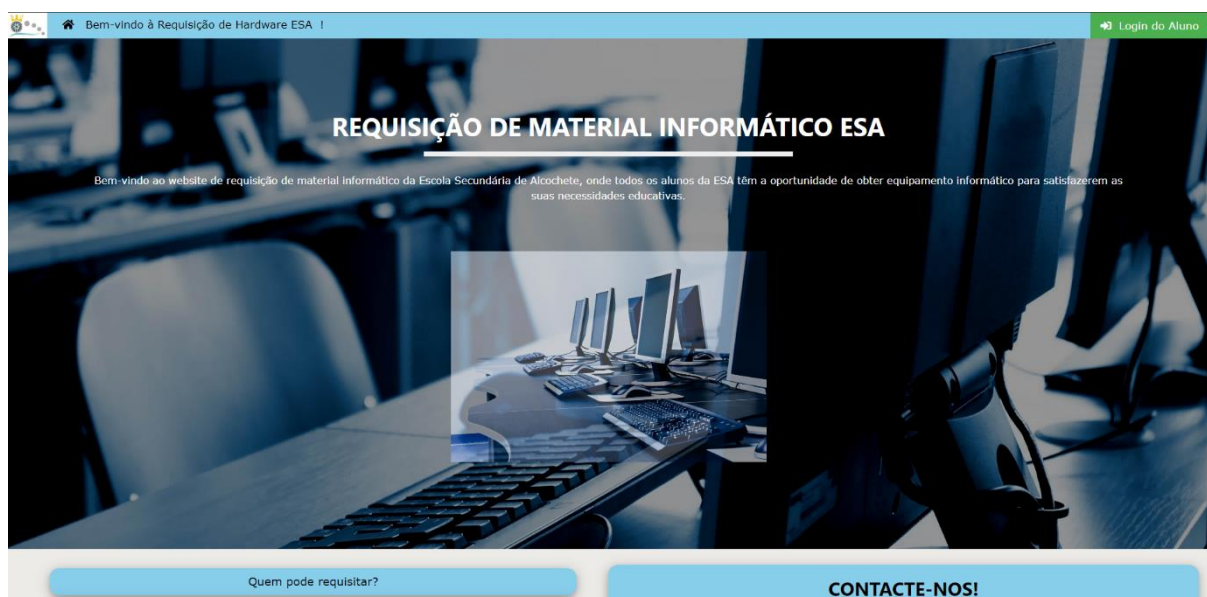 Bem-vindo à Requisição de Hardware ESA !
Login do Aluno
REQUISIÇÃO DE MATERIAL INFORMÁTICO ESA
Bem-vindo ao website de requisição de material informático da Escola Secundária de Alcochete, onde todos os alunos da ESA têm a oportunidade de obter equipamento informático para satisfazerem as
suas necessidades educativas.
Quem pode requisitar?
CONTACTE-NOS!